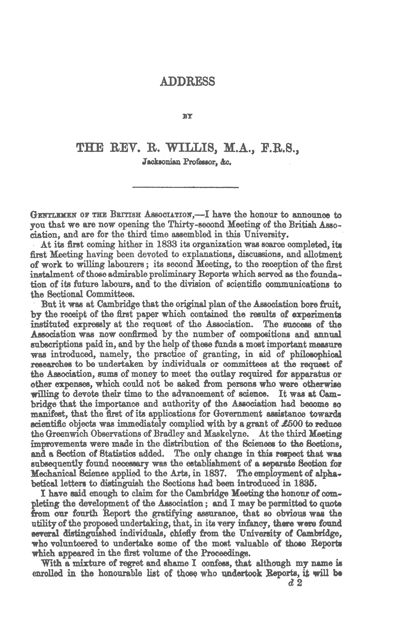 ADDRESS
BY
THE REV. R. WILLIS, M.A., F.R.S.,
Jacksonian Professor, &c.
GENTLEMEN OF THE BRITISH ASSOCIATION,—I have the honour to announce to
you that we are now opening the Thirty-second Meeting of the British Asso-
ciation, and are for the third time assembled in this University.
At its first coming hither in 1833 its organization was scarce completed, its
first Meeting having been devoted to explanations, discussions, and allotment
of work to willing labourers; its second Meeting, to the reception of the first
instalment of those admirable preliminary Reports which served as the founda-
tion of its future labours, and to the division of scientific communications to
the Sectional Committees.
But it was at Cambridge that the original plan of the Association bore fruit,
by the receipt of the first paper which contained the results of experiments
instituted expressly at the request of the Association. The success of the
Association was now confirmed by the number of compositions and annual
subscriptions paid in, and by the help of these funds a most important measure
was introduced, namely, the practice of granting, in aid of philosophical
researches to be undertaken by individuals or committees at the request of
the Association, sums of money to meet the outlay required for apparatus or
other expenses, which could not be asked from persons who were otherwise
willing to devote their time to the advancement of science. It was at Cam-
bridge that the importance and authority of the Association had become so
manifest, that the first of its applications for Government assistance towards
scientific objects was immediately complied with by a grant of £500 to reduce
the Greenwich Observations of Bradley and Maskelyne. At the third Meeting
improvements were made in the distribution of the Sciences to the Sections,
and a Section of Statistics added. The only change in this respect that was
subsequently found necessary was the establishment of a separate Section for
Mechanical Science applied to the Arts, in 1837. The employment of alpha-
betical letters to distinguish the Sections had been introduced in 1835.
I have said enough to claim for the Cambridge Meeting the honour of com-
pleting the development of the Association; and I may be permitted to quote
from our fourth Report the gratifying assurance, that so obvious was the
utility of the proposed undertaking, that, in its very infancy, there were found
several distinguished individuals, chiefly from the University of Cambridge,
who volunteered to undertake some of the most valuable of those Reports
which appeared in the first volume of the Proceedings.
With a mixture of regret and shame I confess, that although my name is
enrolled in the honourable list of those who undertook Reports, it will be
d 2